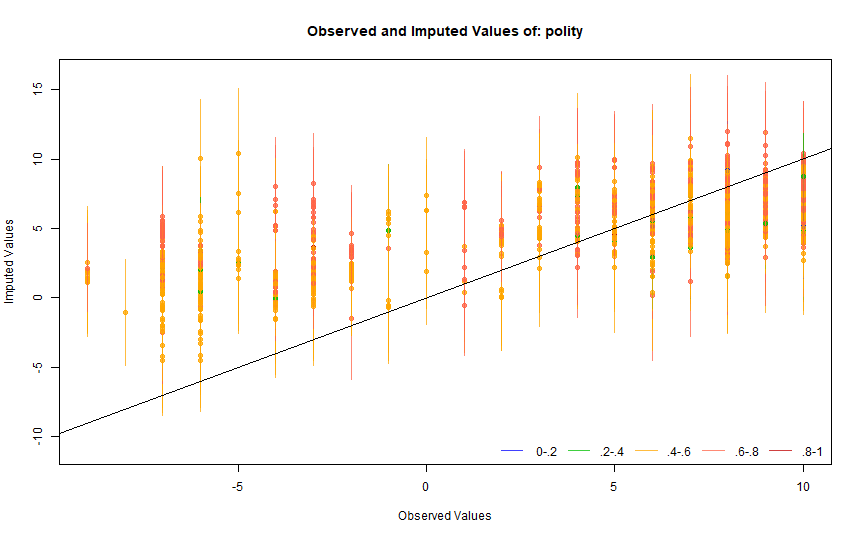 Observed and Imputed Values of: polity
Imputed Values
15
10
5
0
-5
-10
0-.2 .2-.4 .4-.6 .6-.8 .8-1
-5 0 5 10
Observed Values